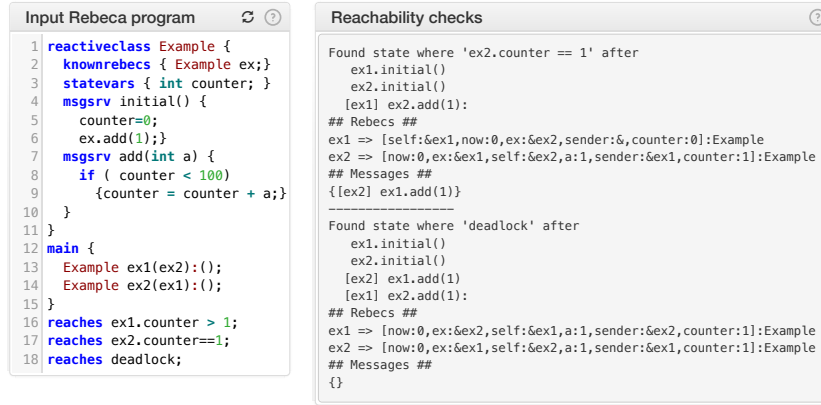 Input Rebeca program
1 reactiveclass Example {
2   knownrebecs { Example ex;}
3   statevars { int counter; }
4   msgsrv initial() {
5     counter=0;
6     ex.add(1);}
7   msgsrv add(int a) {
8     if ( counter < 100)
9       {counter = counter + a;}
10   }
11 }
12 main {
13   Example ex1(ex2):();
14   Example ex2(ex1):();
15 }
16 reaches ex1.counter > 1;
17 reaches ex2.counter==1;
18 reaches deadlock;
Reachability checks
Found state where 'ex2.counter == 1' after
   ex1.initial()
   ex2.initial()
  [ex1] ex2.add(1):
## Rebecs ##
ex1 => [self:&ex1,now:0,ex:&ex2,sender:&,counter:0]:Example
ex2 => [now:0,ex:&ex1,self:&ex2,a:1,sender:&ex1,counter:1]:Example
## Messages ##
{[ex2] ex1.add(1)}
-----------------
Found state where 'deadlock' after
   ex1.initial()
   ex2.initial()
  [ex2] ex1.add(1)
  [ex1] ex2.add(1):
## Rebecs ##
ex1 => [now:0,ex:&ex2,self:&ex1,a:1,sender:&ex2,counter:1]:Example
ex2 => [now:0,ex:&ex1,self:&ex2,a:1,sender:&ex1,counter:1]:Example
## Messages ##
{}